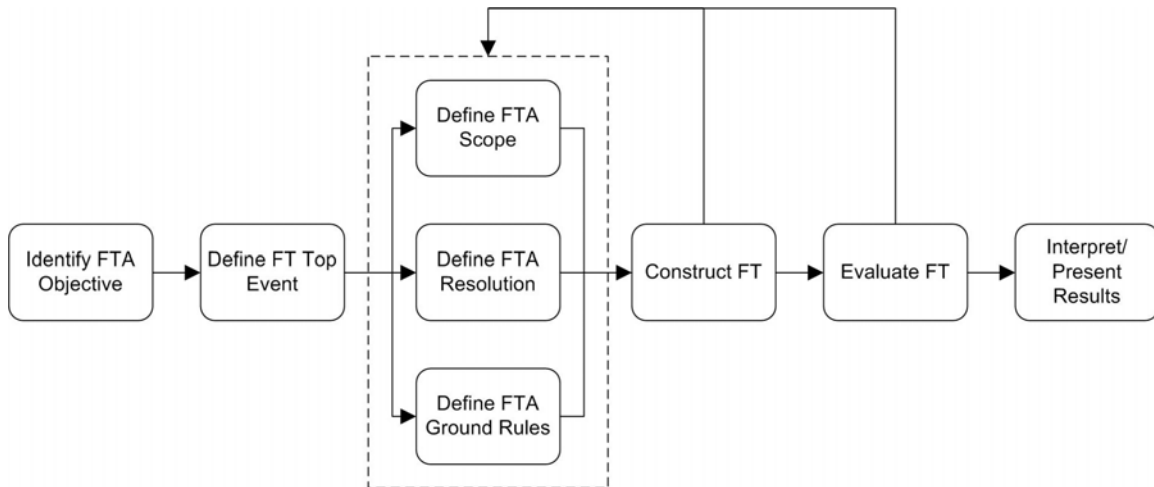 Identify FTA
Objective
Define FT Top
Event
Define FTA
Scope
Define FTA
Resolution
Define FTA
Ground Rules
Construct FT
Evaluate FT
Interpret/
Present
Results